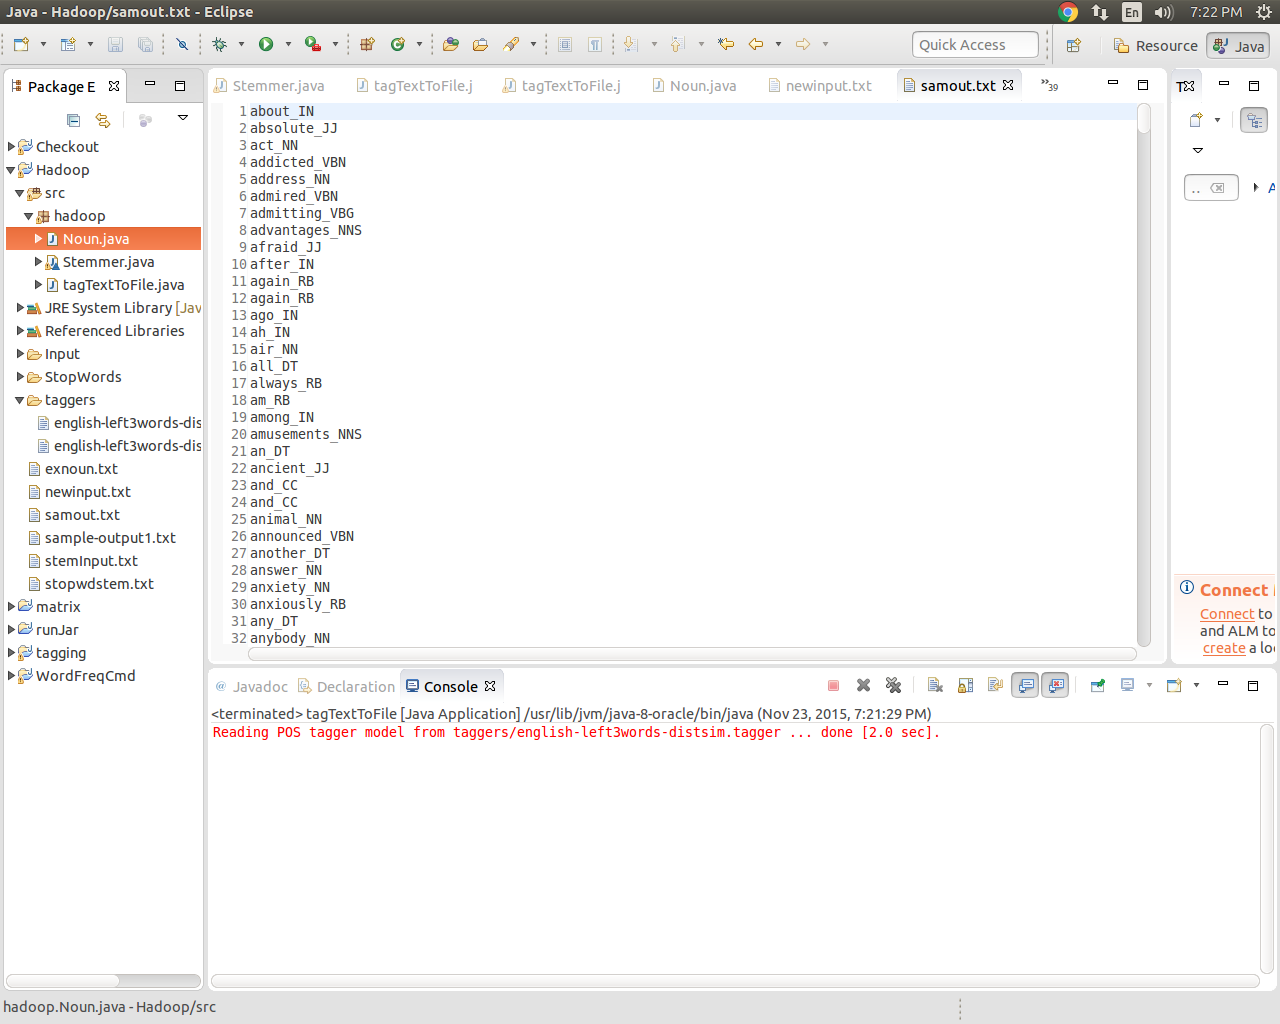 Java - Hadoop/samout.txt - Eclipse
En
7:22 PM
Quick Access
Resource
Java
Package E
Checkout
Hadoop
src
hadoop
Noun.java
Stemmer.java
tagTextToFile.java
JRE System Library [Jav
Referenced Libraries
Input
StopWords
taggers
english-left3words-dis
english-left3words-dis
exnoun.txt
newinput.txt
samout.txt
sample-output1.txt
stemInput.txt
stopwdstem.txt
matrix
runJar
tagging
WordFreqCmd
Stemmer.java
tagTextToFile.j
tagTextToFile.j
Noun.java
newinput.txt
samout.txt
»39
1 about_IN
2 absolute_JJ
3 act_NN
4 addicted_VBN
5 address_NN
6 admired_VBN
7 admitting_VBG
8 advantages_NNS
9 afraid_JJ
10 after_IN
11 again_RB
12 again_RB
13 ago_IN
14 ah_IN
15 air_NN
16 all_DT
17 always_RB
18 am_RB
19 among_IN
20 amusements_NNS
21 an_DT
22 ancient_JJ
23 and_CC
24 and_CC
25 animal_NN
26 announced_VBN
27 another_DT
28 answer_NN
29 anxiety_NN
30 anxiously_RB
31 any_DT
32 anybody_NN
T
..
A
Connect
Connect to
and ALM to
create a loc
@ Javadoc
Declaration
Console
<terminated> tagTextToFile [Java Application] /usr/lib/jvm/java-8-oracle/bin/java (Nov 23, 2015, 7:21:29 PM)
Reading POS tagger model from taggers/english-left3words-distsim.tagger ... done [2.0 sec].
hadoop.Noun.java - Hadoop/src